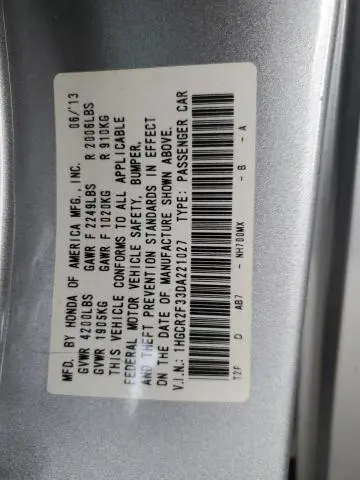 MFD. BY HONDA OF AMERICA MFG., INC. 06/13
GVWR 4200LBS GAWR F 2249LBS R 2006LBS
GVWR 1905KG GAWR F 1020KG R 910KG
THIS VEHICLE CONFORMS TO ALL APPLICABLE
FEDERAL MOTOR VEHICLE SAFETY, BUMPER,
AND THEFT PREVENTION STANDARDS IN EFFECT
ON THE DATE OF MANUFACTURE SHOWN ABOVE.
V.I.N.: 1HGCR2F33DA221027 TYPE: PASSENGER CAR
T2F D AB7 - NH700MX - B - A